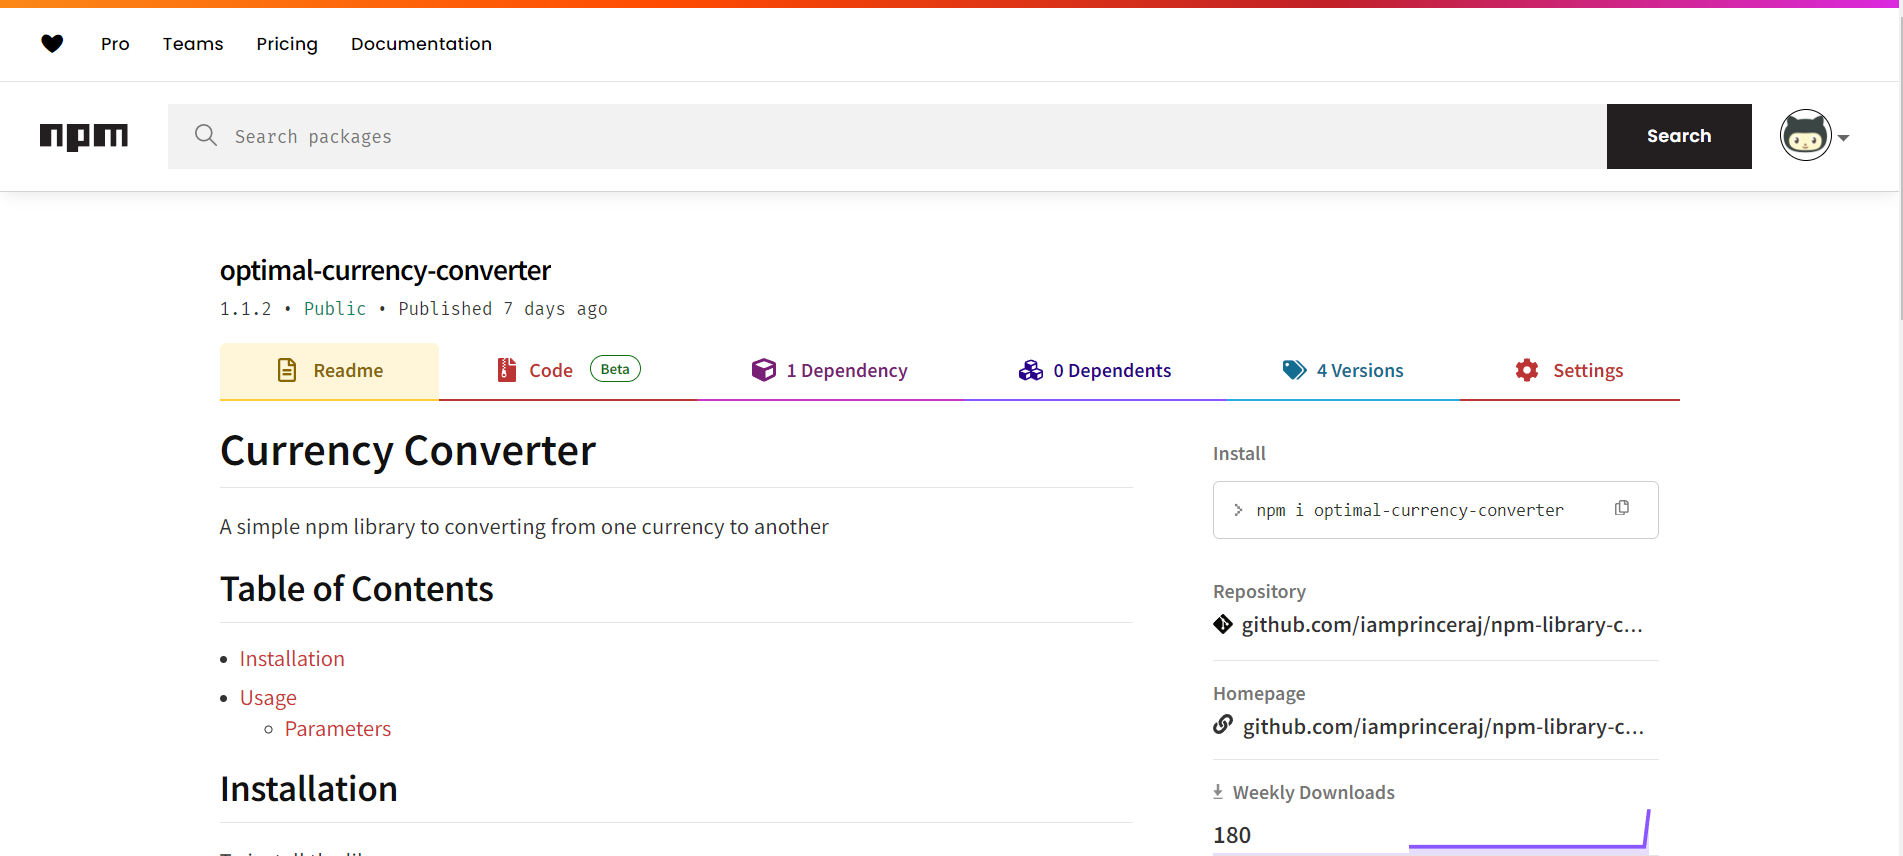 Pro Teams Pricing Documentation
npm
Search packages
Search
optimal-currency-converter
1.1.2 • Public • Published 7 days ago
Readme
Code Beta
1 Dependency
0 Dependents
4 Versions
Settings
Currency Converter
A simple npm library to converting from one currency to another
Table of Contents
• Installation
• Usage
◦ Parameters
Installation
Install
> npm i optimal-currency-converter
Repository
github.com/iamprinceraj/npm-library-c...
Homepage
github.com/iamprinceraj/npm-library-c...
Weekly Downloads
180